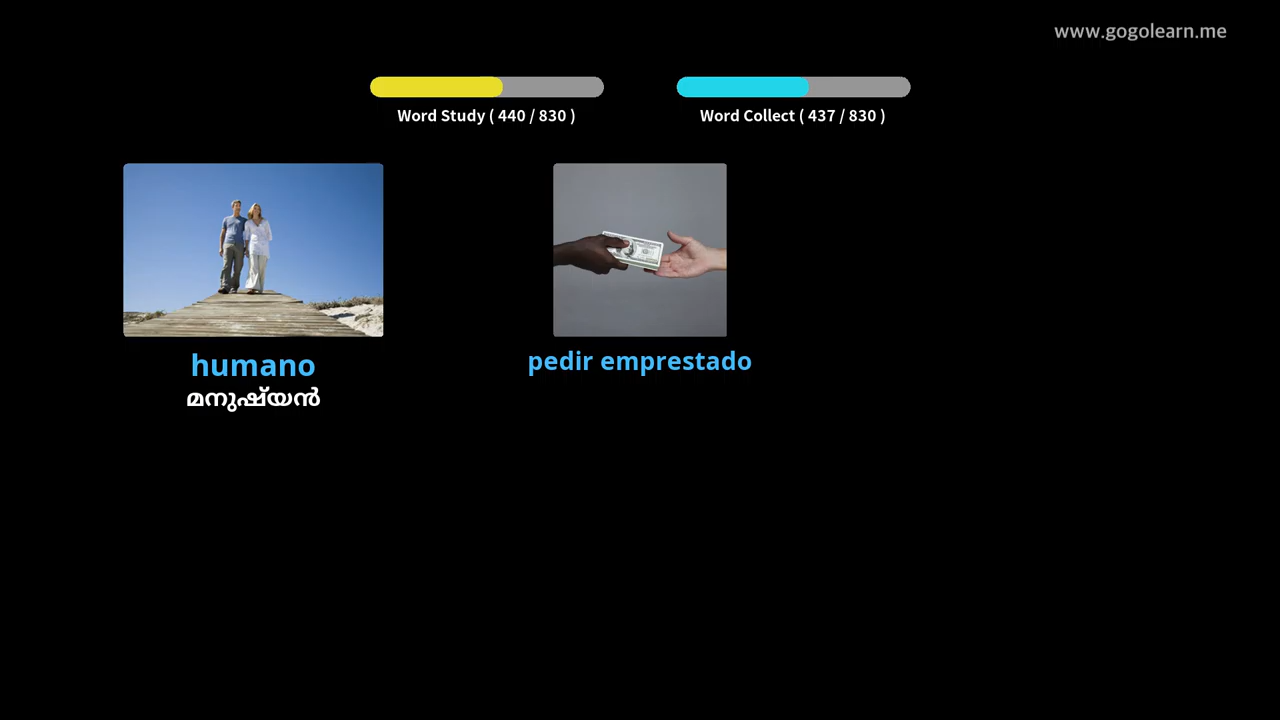 www.gogolearn.me
Word Study ( 440 / 830 )
Word Collect ( 437 / 830 )
humano
മനുഷ്യൻ
pedir emprestado